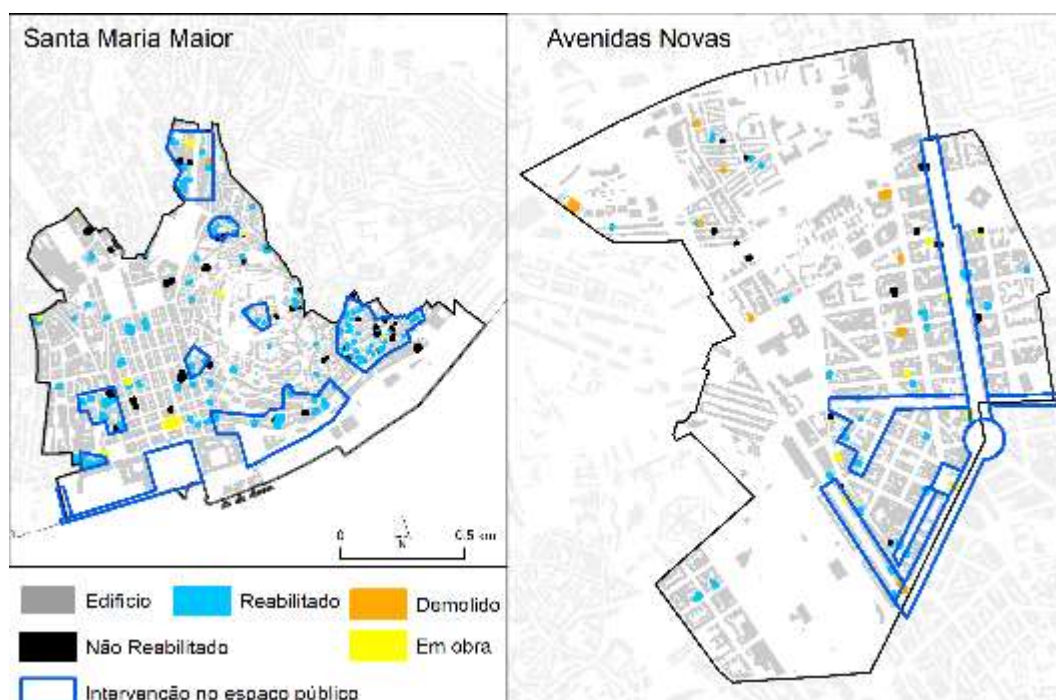 Santa Maria Maior
Avenidas Novas
0 0.5 km
N
Edifício
Reabilitado
Demolido
Não Reabilitado
Em obra
Intervenção no espaço público